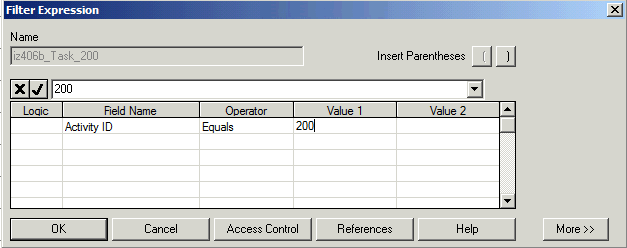 Filter Expression
Name
iz406b_Task_200
Insert Parentheses ( )
200
Logic Field Name Operator Value 1 Value 2
Activity ID Equals 200
OK Cancel Access Control References Help More >>